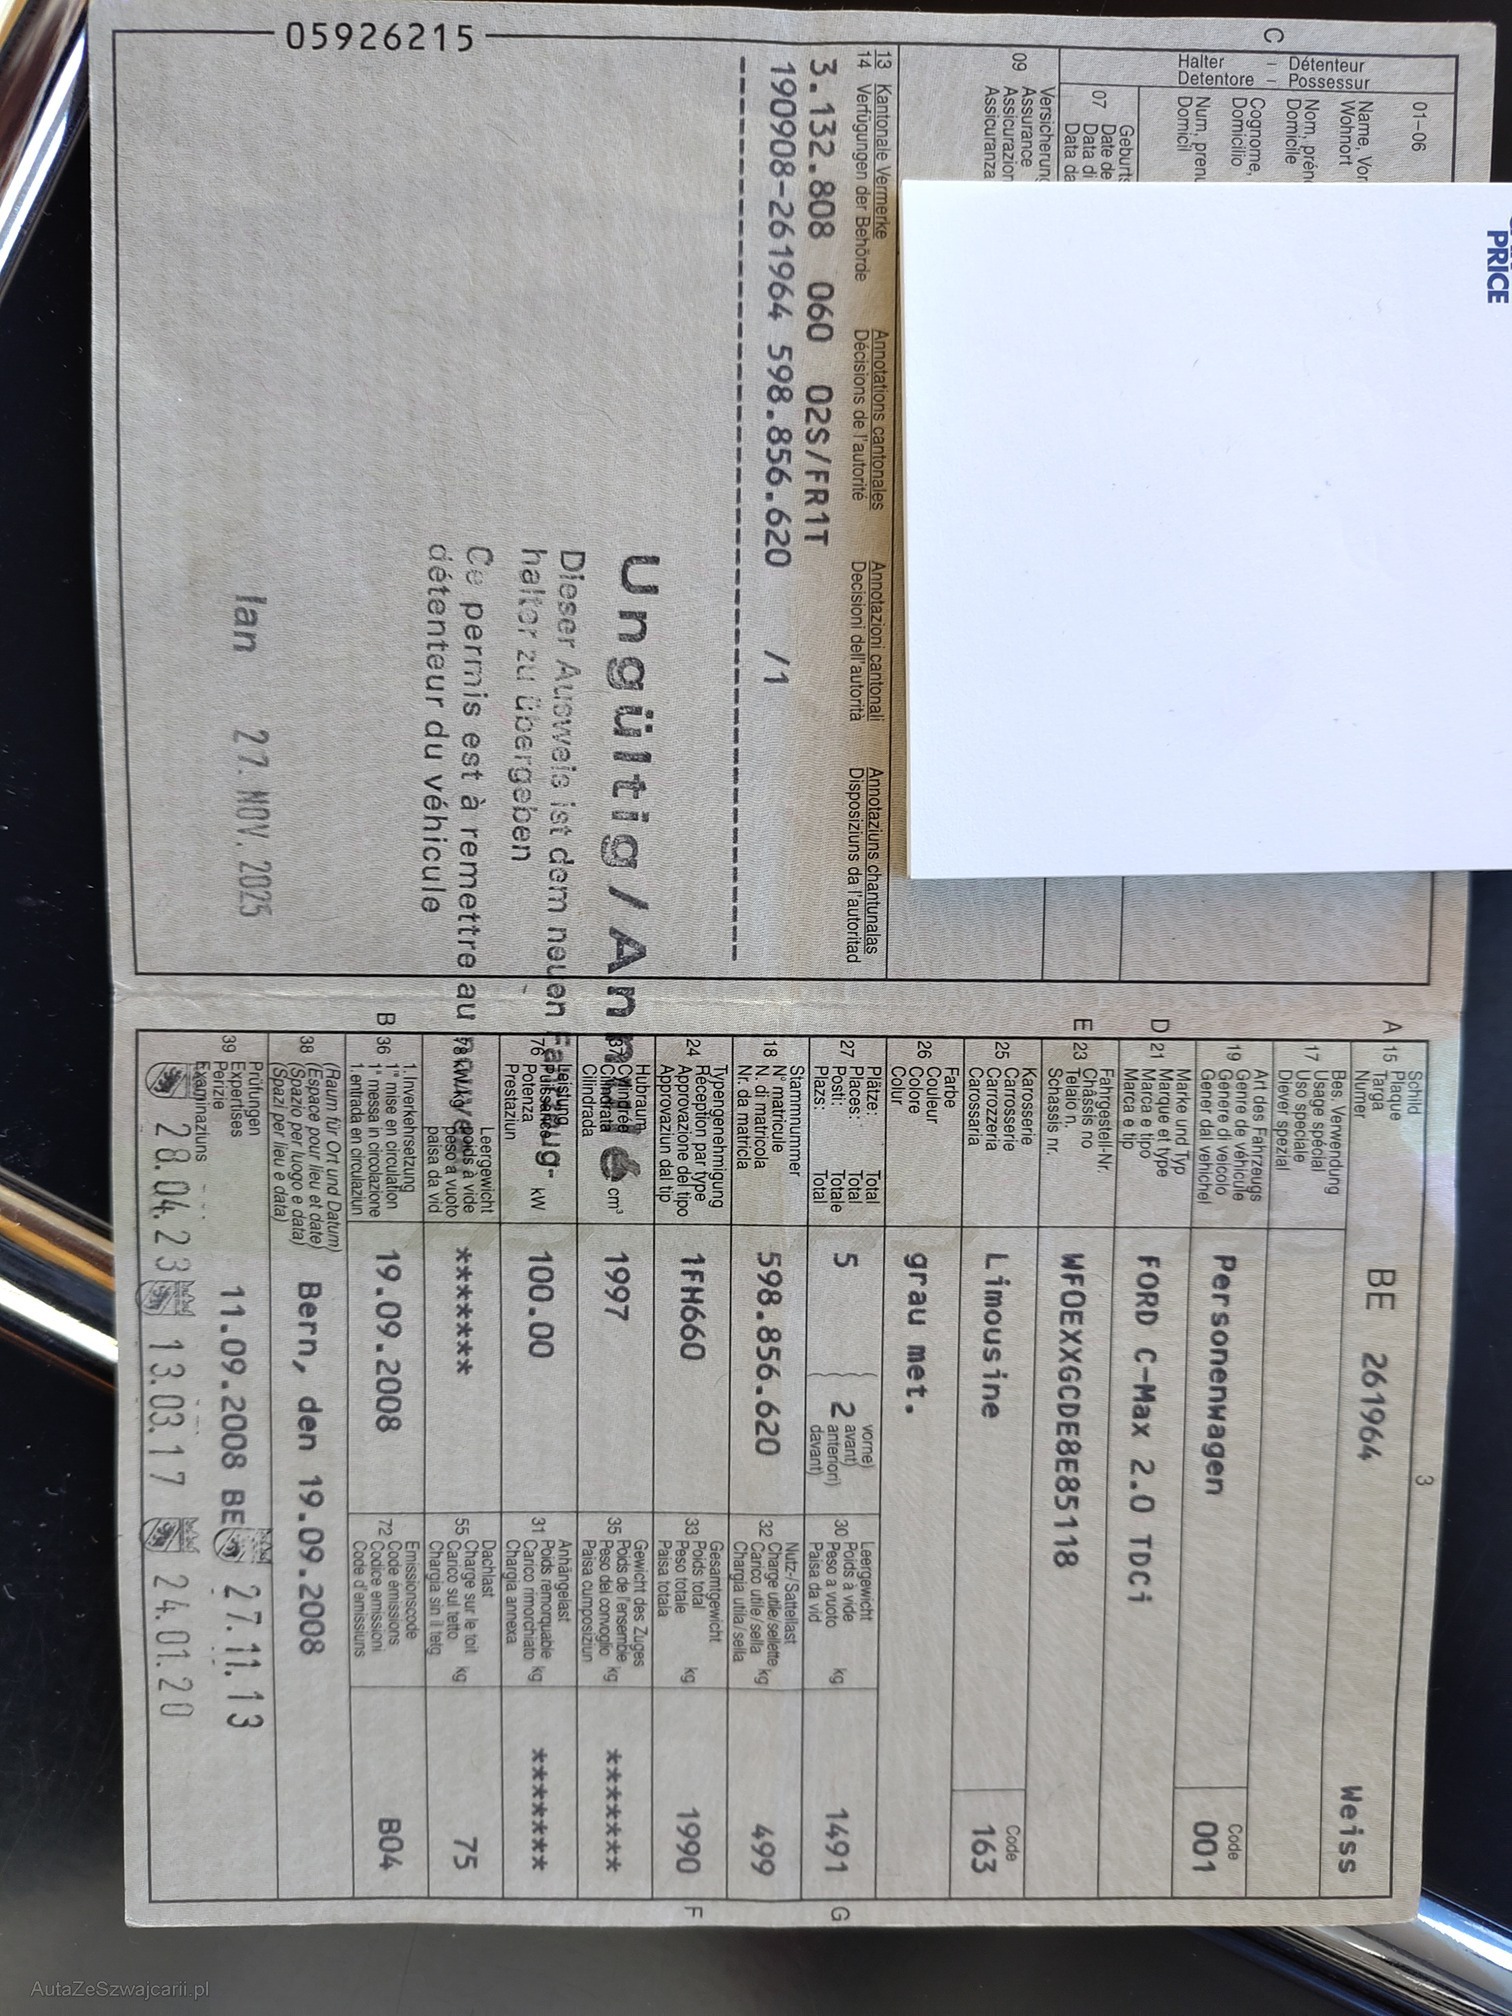 05926215
C
Halter – Détenteur
Detentore – Possessur
01–06
Name, Vor
Wohnort
Nom, prén
Domicile
Cognome,
Domicilio
Num, prenu
Domicil
07
Geburts
Date de
Data di
Data da
09
Versicherung
Assurance
Assicurazion
Assicuranza
PRICE
13 Kantonale Vermerke Annotations cantonales Annotazioni cantonali Annotaziuns chantunalas
14 Verfügungen der Behörde Décisions de l'autorité Decisioni dell'autorità Disposiziuns da l'autoritad
3.132.808 060 02S/FR1T
190908-261964 598.856.620 /1
Ungültig/Ann
Dieser Ausweis ist dem neuen Fahrzeug-
halter zu übergeben
Ce permis est à remettre au
détenteur du véhicule
Ian 27. NOV. 2025
3
A 15
Schild
Plaque
Targa
Numer
BE 261964
Weiss
17
Bes. Verwendung
Usage spécial
Uso speciale
Diever spezial
19
Art des Fahrzeugs
Genre de véhicule
Genere di veicolo
Gener dal vehichel
Personenwagen
Code
001
D 21
Marke und Typ
Marque et type
Marca e tipo
Marca e tip
FORD C-Max 2.0 TDCi
E 23
Fahrgestell-Nr.
Châssis no
Telaio n.
Schassis nr.
WF0EXXGCDE8E85118
25
Karosserie
Carrosserie
Carrozzeria
Carossaria
Limousine
Code
163
26
Farbe
Couleur
Colore
Colur
grau met.
27
Plätze: Total
Places: Total
Posti: Totale
Plazs: Total
5
2
vorne)
avant)
anteriori)
davant)
30
Leergewicht
Poids à vide
Peso a vuoto
Paisa da vid
kg
1491
G
18
Stammnummer
N° matricule
N. di matricola
Nr. da matricla
598.856.620
32
Nutz-/Sattellast
Charge utile/sellette
Carico utile/sella
Chargia utila/sella
kg
499
24
Typengenehmigung
Réception par type
Approvazione del tipo
Approvaziun dal tip
1FH660
33
Gesamtgewicht
Poids total
Peso totale
Paisa totala
kg
1990
F
37
Hubraum
Cylindrée
Cilindrata
Cilindrada
cm³
1997
35
Gewicht des Zuges
Poids de l'ensemble
Peso del convoglio
Paisa cumposiziun
kg
******
76
Leistung
Puissance
Potenza
Prestaziun
kW
100.00
31
Anhängelast
Poids remorquable
Carico rimorchiato
Chargia annexa
kg
*******
78 kW/kg
Leergewicht
poids à vide
peso a vuoto
paisa da vid
*******
55
Dachlast
Charge sur le toit
Carico sul tetto
Chargia sin il tetg
kg
75
B 36
1.Inverkehrsetzung
1re mise en circulation
1a messa in circolazione
1.entrada en circulaziun
19.09.2008
72
Emissionscode
Code émissions
Codice emissioni
Code d'emissiuns
B04
38
(Raum für Ort und Datum)
(Espace pour lieu et date)
(Spazio per luogo e data)
(Spazi per lieu e data)
Bern, den 19.09.2008
39
Prüfungen
Expertises
Perizie
Examinaziuns
11.09.2008 BE 27.11.13
28.04.23 13.03.17 24.01.20
AutaZeSzwajcarii.pl